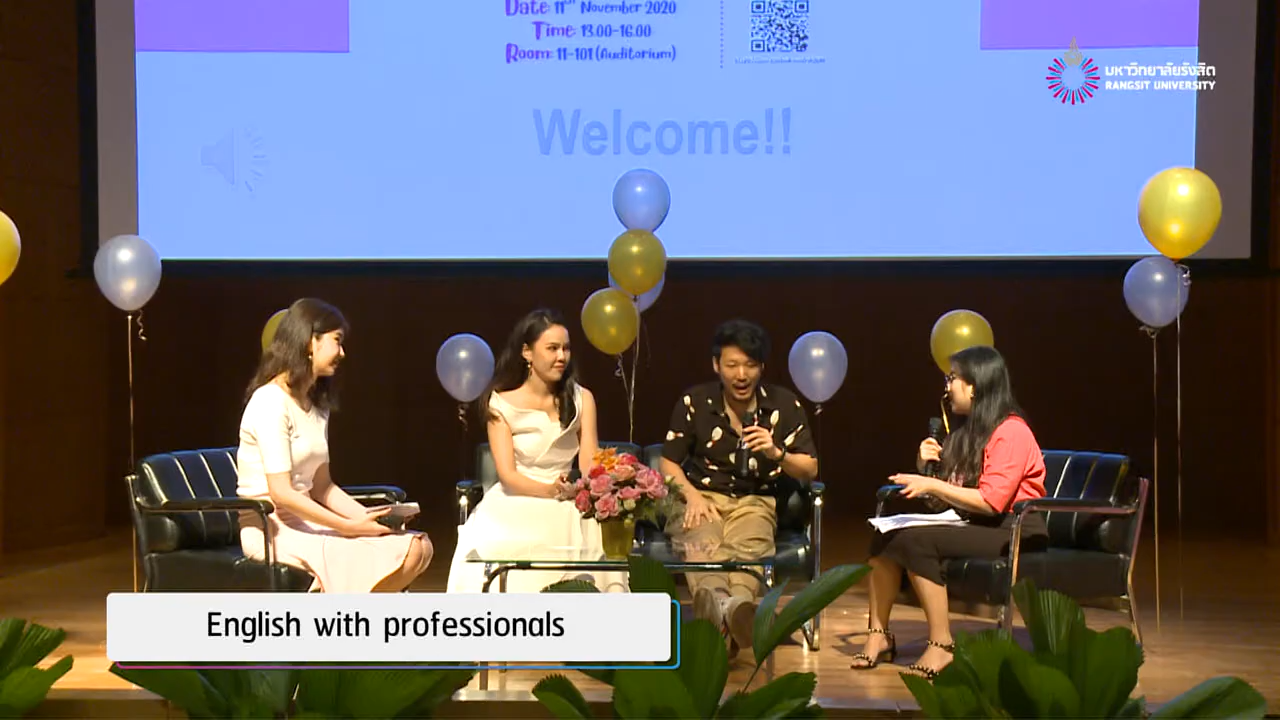 Date: 11th November 2020
Time: 13.00-16.00
Room: 11-101 (Auditorium)
มหาวิทยาลัยรังสิต
RANGSIT UNIVERSITY
Welcome!!
English with professionals